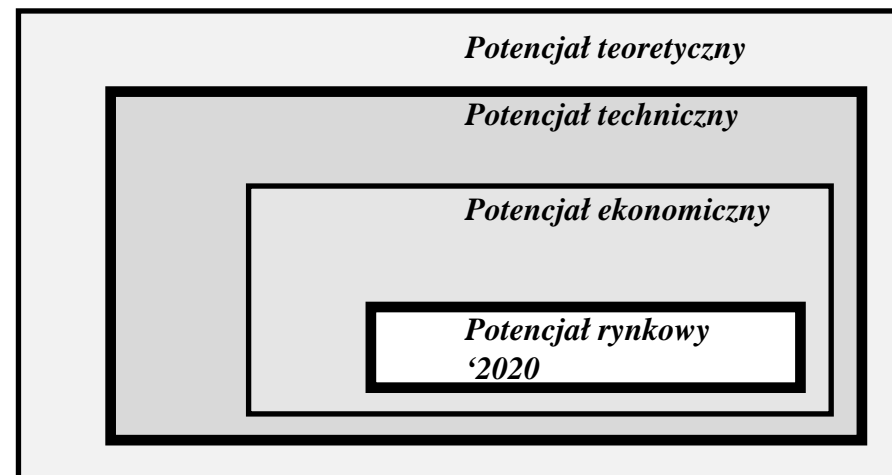 Potencjał teoretyczny
Potencjał techniczny
Potencjał ekonomiczny
Potencjał rynkowy
‘2020